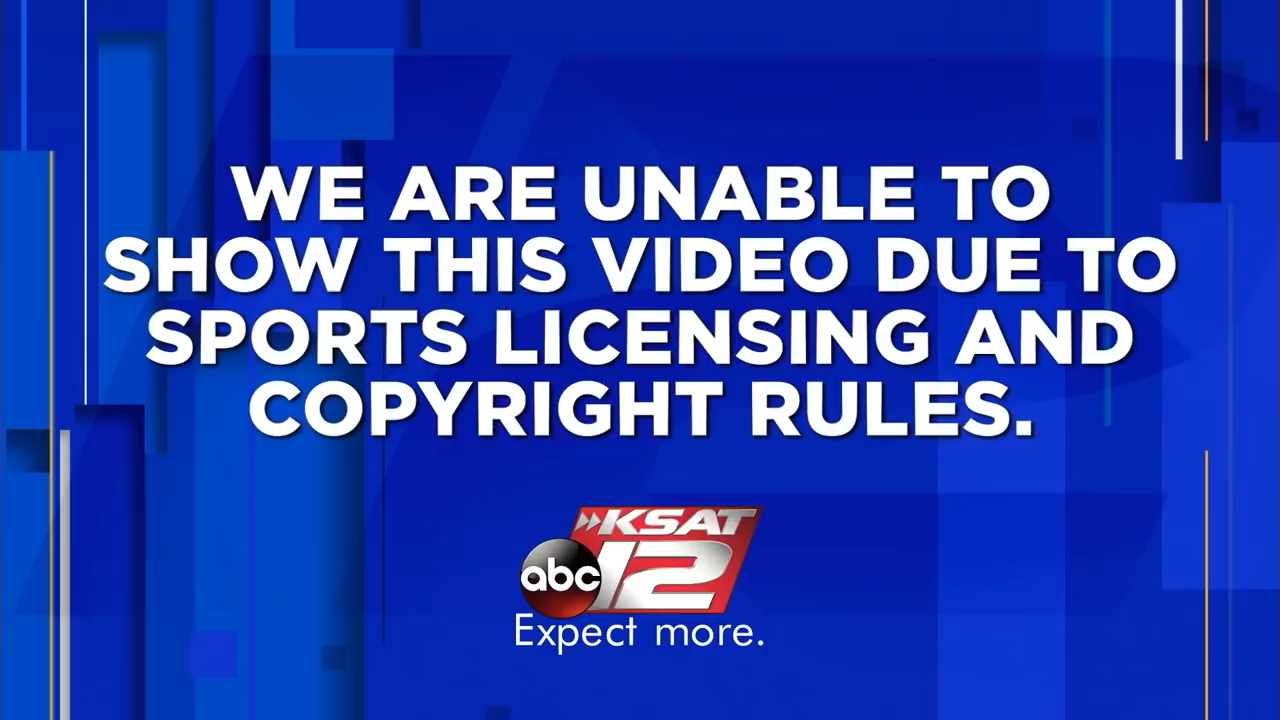 WE ARE UNABLE TO
SHOW THIS VIDEO DUE TO
SPORTS LICENSING AND
COPYRIGHT RULES.
KSAT
abc 12
Expect more.